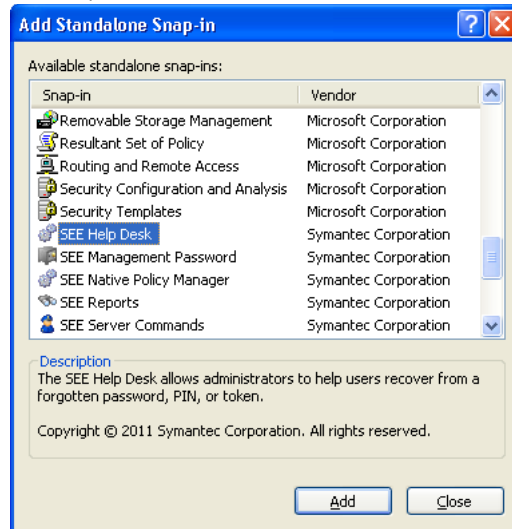 Add Standalone Snap-in
Available standalone snap-ins:
Snap-in Vendor
Removable Storage Management Microsoft Corporation
Resultant Set of Policy Microsoft Corporation
Routing and Remote Access Microsoft Corporation
Security Configuration and Analysis Microsoft Corporation
Security Templates Microsoft Corporation
SEE Help Desk Symantec Corporation
SEE Management Password Symantec Corporation
SEE Native Policy Manager Symantec Corporation
SEE Reports Symantec Corporation
SEE Server Commands Symantec Corporation
Description
The SEE Help Desk allows administrators to help users recover from a
forgotten password, PIN, or token.
Copyright © 2011 Symantec Corporation. All rights reserved.
Add Close